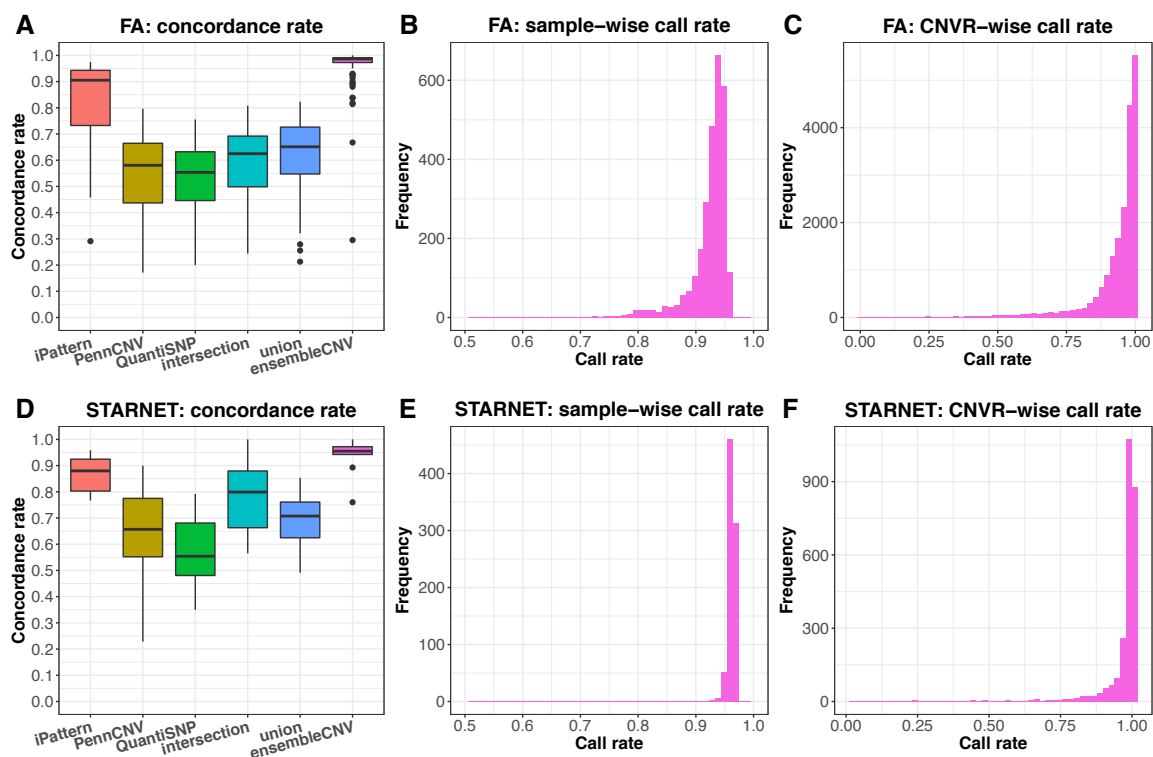 A
FA: concordance rate
Concordance rate
1.0
0.9
0.8
0.7
0.6
0.5
0.4
0.3
0.2
0.1
0.0
iPattern
PennCNV
QuantiSNP
intersection
union
ensembleCNV
B
FA: sample−wise call rate
Frequency
600
400
200
0
0.5 0.6 0.7 0.8 0.9 1.0
Call rate
C
FA: CNVR−wise call rate
Frequency
4000
2000
0
0.00 0.25 0.50 0.75 1.00
Call rate
D
STARNET: concordance rate
Concordance rate
1.0
0.9
0.8
0.7
0.6
0.5
0.4
0.3
0.2
0.1
0.0
iPattern
PennCNV
QuantiSNP
intersection
union
ensembleCNV
E
STARNET: sample−wise call rate
Frequency
400
300
200
100
0
0.5 0.6 0.7 0.8 0.9 1.0
Call rate
F
STARNET: CNVR−wise call rate
Frequency
900
600
300
0
0.00 0.25 0.50 0.75 1.00
Call rate